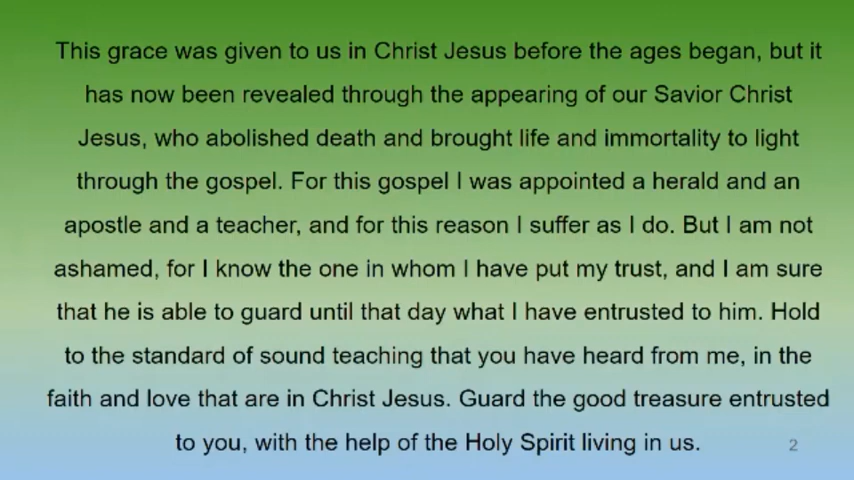 This grace was given to us in Christ Jesus before the ages began, but it
has now been revealed through the appearing of our Savior Christ
Jesus, who abolished death and brought life and immortality to light
through the gospel. For this gospel I was appointed a herald and an
apostle and a teacher, and for this reason I suffer as I do. But I am not
ashamed, for I know the one in whom I have put my trust, and I am sure
that he is able to guard until that day what I have entrusted to him. Hold
to the standard of sound teaching that you have heard from me, in the
faith and love that are in Christ Jesus. Guard the good treasure entrusted
to you, with the help of the Holy Spirit living in us.
2